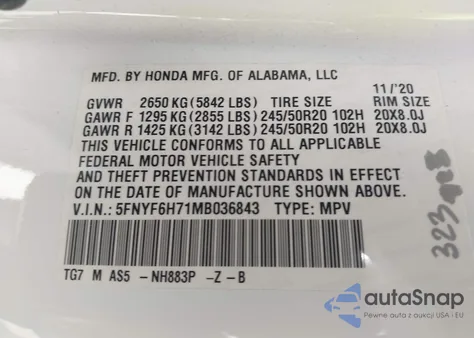 MFD. BY HONDA MFG. OF ALABAMA, LLC
11/'20
GVWR 2650 KG (5842 LBS) TIRE SIZE RIM SIZE
GAWR F 1295 KG (2855 LBS) 245/50R20 102H 20X8.0J
GAWR R 1425 KG (3142 LBS) 245/50R20 102H 20X8.0J
THIS VEHICLE CONFORMS TO ALL APPLICABLE
FEDERAL MOTOR VEHICLE SAFETY
AND THEFT PREVENTION STANDARDS IN EFFECT
ON THE DATE OF MANUFACTURE SHOWN ABOVE.
V.I.N.: 5FNYF6H71MB036843 TYPE: MPV
TG7 M AS5 -NH883P -Z -B
autoSnap
Pewne auta z aukcji USA i EU